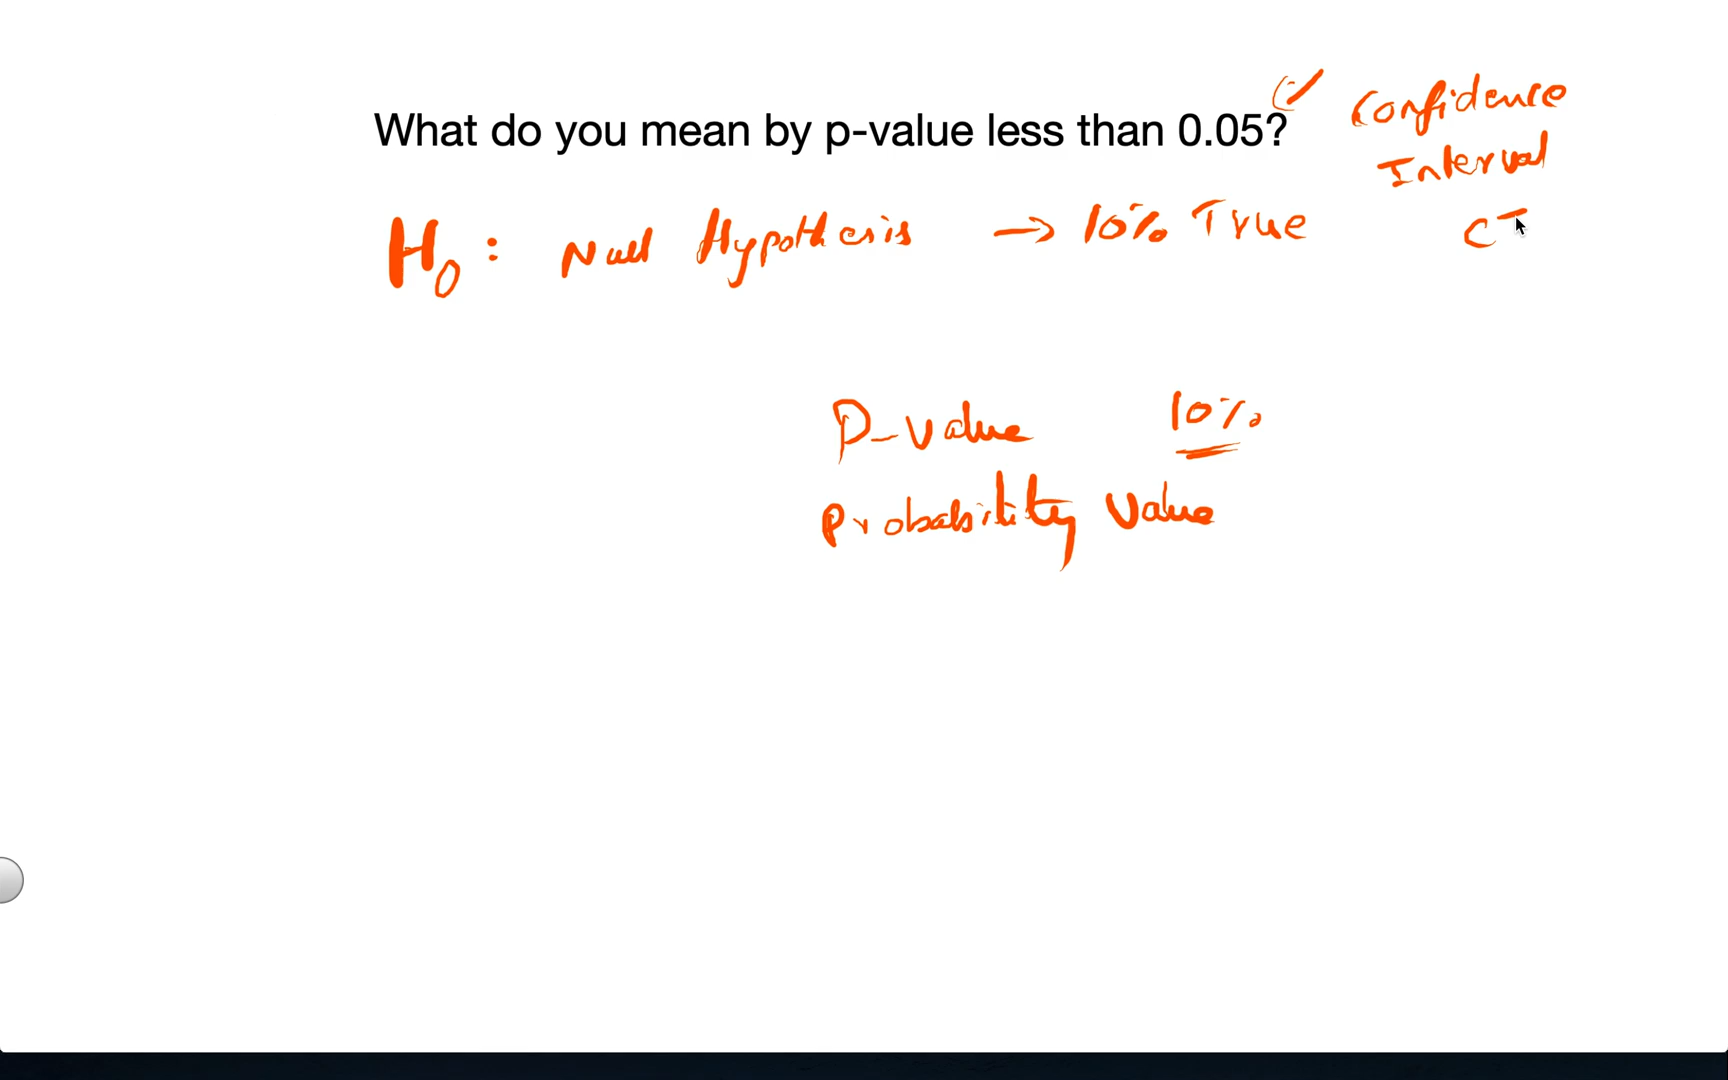 What do you mean by p-value less than 0.05?
Confidence
Interval
CI
H0 : Null Hypothesis → 10% True
P-value 10%
Probability Value